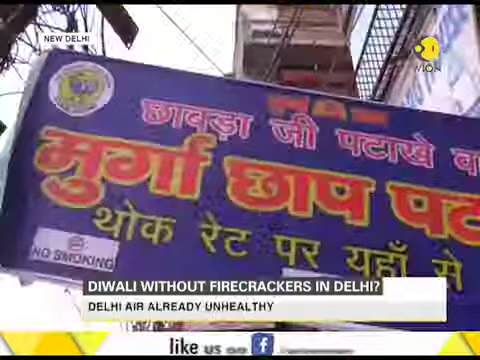 NEW DELHI
WION
छाबड़ा जी पटाखे
मुर्गा छाप
थोक रेट पर यहाँ से
NO SMOKING
DIWALI WITHOUT FIRECRACKERS IN DELHI?
DELHI AIR ALREADY UNHEALTHY
like us on